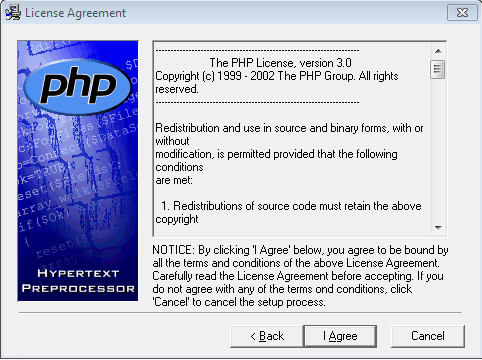 License Agreement
php
HYPERTEXT
PREPROCESSOR
---------------------------------------------------------------------
The PHP License, version 3.0
Copyright (c) 1999 - 2002 The PHP Group. All rights
reserved.
---------------------------------------------------------------------
Redistribution and use in source and binary forms, with or
without
modification, is permitted provided that the following
conditions
are met:
1. Redistributions of source code must retain the above
copyright
NOTICE: By clicking 'I Agree' below, you agree to be bound by
all the terms and conditions of the above License Agreement.
Carefully read the License Agreement before accepting. If you
do not agree with any of the terms ond conditions, click
'Cancel' to cancel the setup process.
< Back
I Agree
Cancel